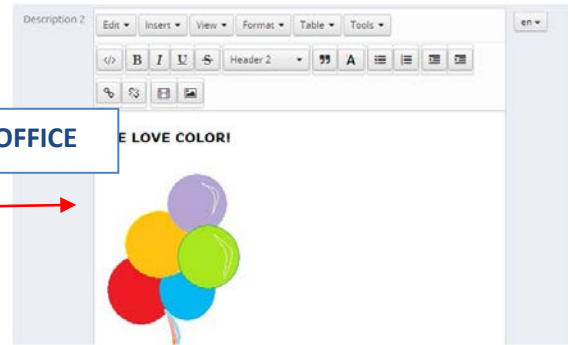 Description 2
Edit Insert View Format Table Tools
en
</> B I U S Header 2 A
OFFICE
E LOVE COLOR!